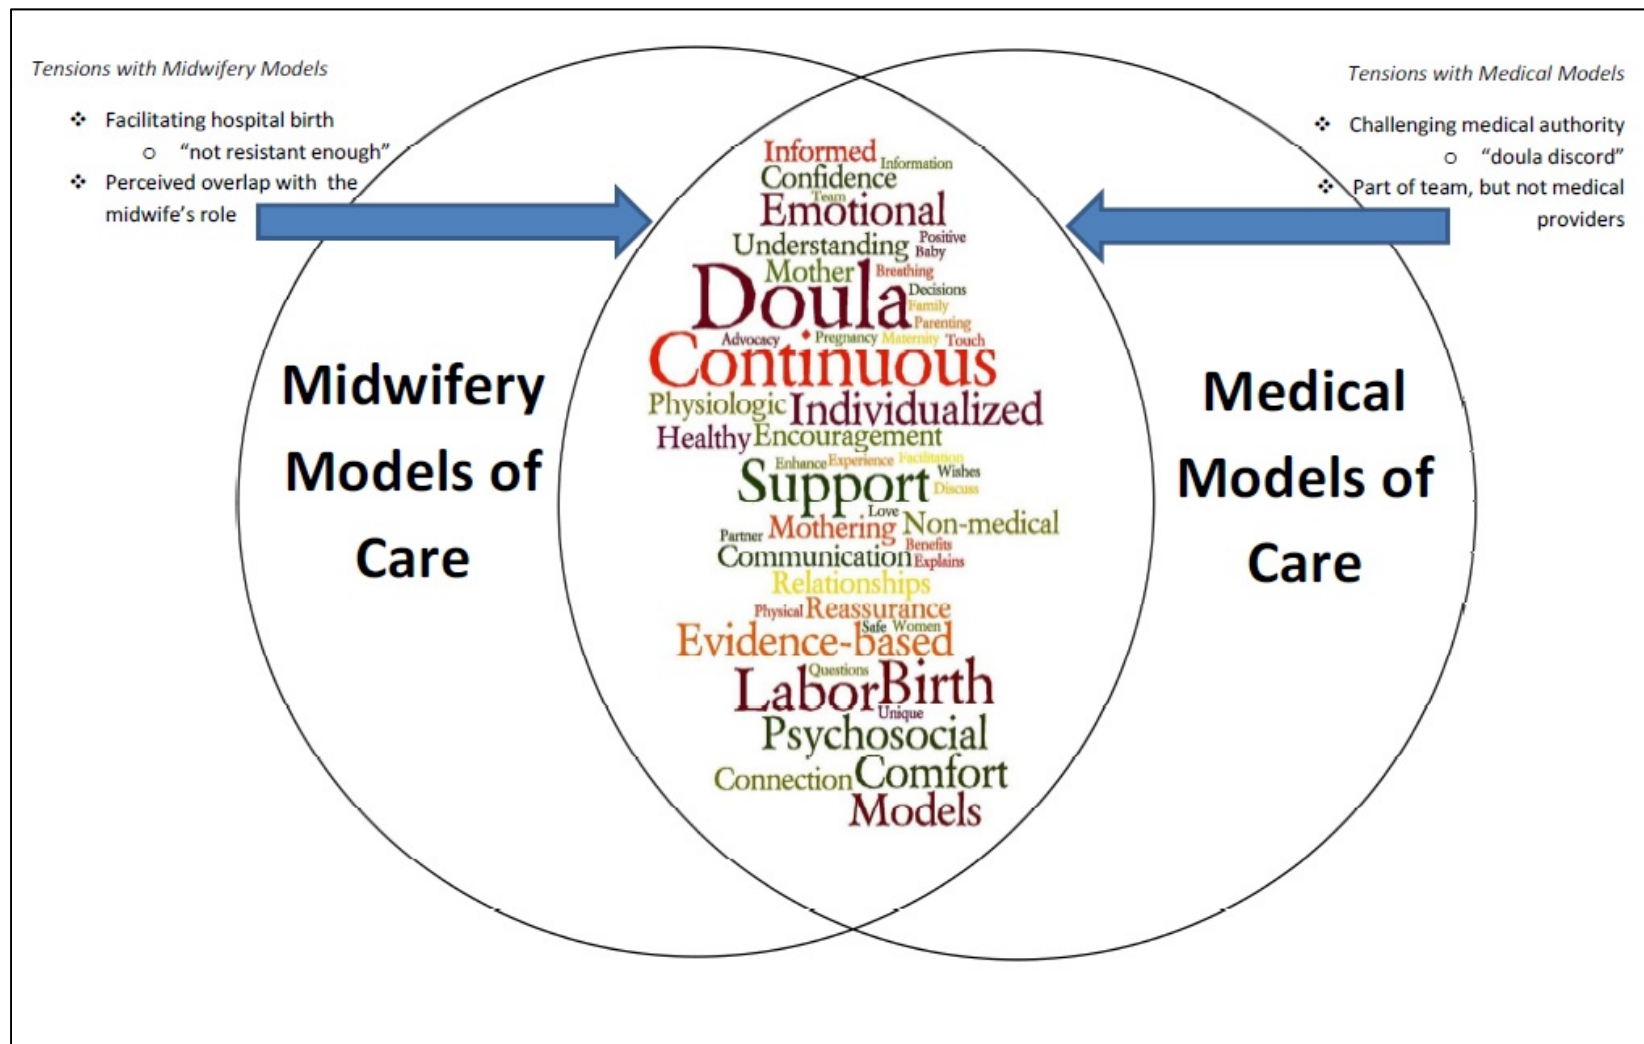 Tensions with Midwifery Models
❖ Facilitating hospital birth
o “not resistant enough”
❖ Perceived overlap with the
midwife’s role
Tensions with Medical Models
❖ Challenging medical authority
o “doula discord”
❖ Part of team, but not medical
providers
Midwifery
Models of
Care
Informed
Information
Confidence
Team
Emotional
Understanding
Positive
Baby
Mother
Breathing
Doula
Decisions
Family
Parenting
Advocacy
Pregnancy
Maternity
Touch
Continuous
Physiologic
Individualized
Healthy
Encouragement
Enhance
Experience
Facilitation
Support
Wishes
Discuss
Love
Partner
Mothering
Non-medical
Communication
Benefits
Explains
Relationships
Physical
Reassurance
Safe
Women
Evidence-based
Questions
Labor
Birth
Unique
Psychosocial
Connection
Comfort
Models
Medical
Models of
Care